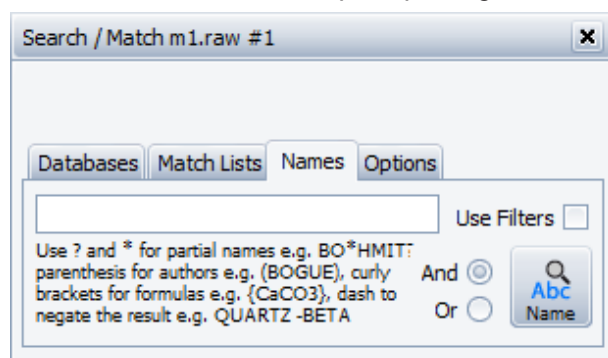 Search / Match m1.raw #1
Databases Match Lists Names Options
Use Filters
Use ? and * for partial names e.g. BO*HMIT?
parenthesis for authors e.g. (BOGUE), curly
brackets for formulas e.g. {CaCO3}, dash to
negate the result e.g. QUARTZ -BETA
And
Or
Abc
Name